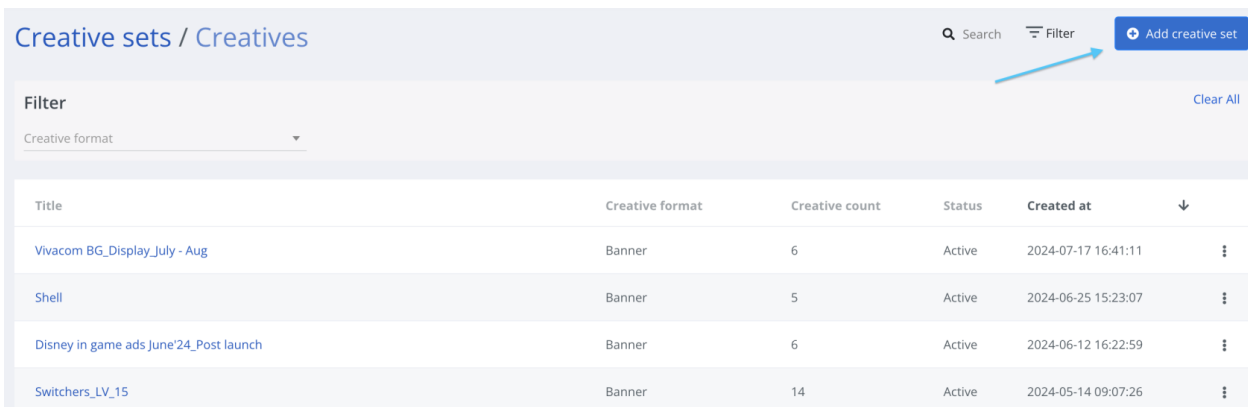 Creative sets / Creatives
Search
Filter
Add creative set
Filter
Clear All
Creative format
Title Creative format Creative count Status Created at
Vivacom BG_Display_July - Aug Banner 6 Active 2024-07-17 16:41:11
Shell Banner 5 Active 2024-06-25 15:23:07
Disney in game ads June'24_Post launch Banner 6 Active 2024-06-12 16:22:59
Switchers_LV_15 Banner 14 Active 2024-05-14 09:07:26